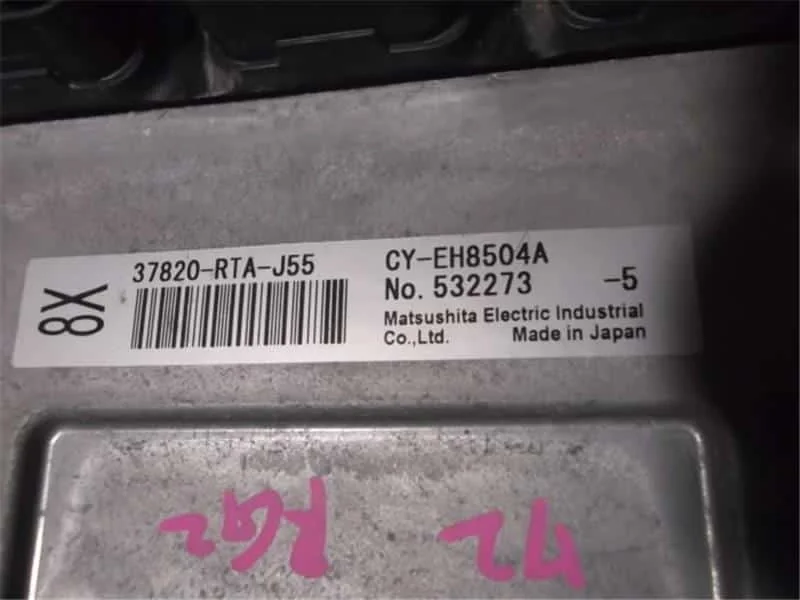 8X
37820-RTA-J55
CY-EH8504A
No. 532273 -5
Matsushita Electric Industrial
Co.,Ltd. Made in Japan